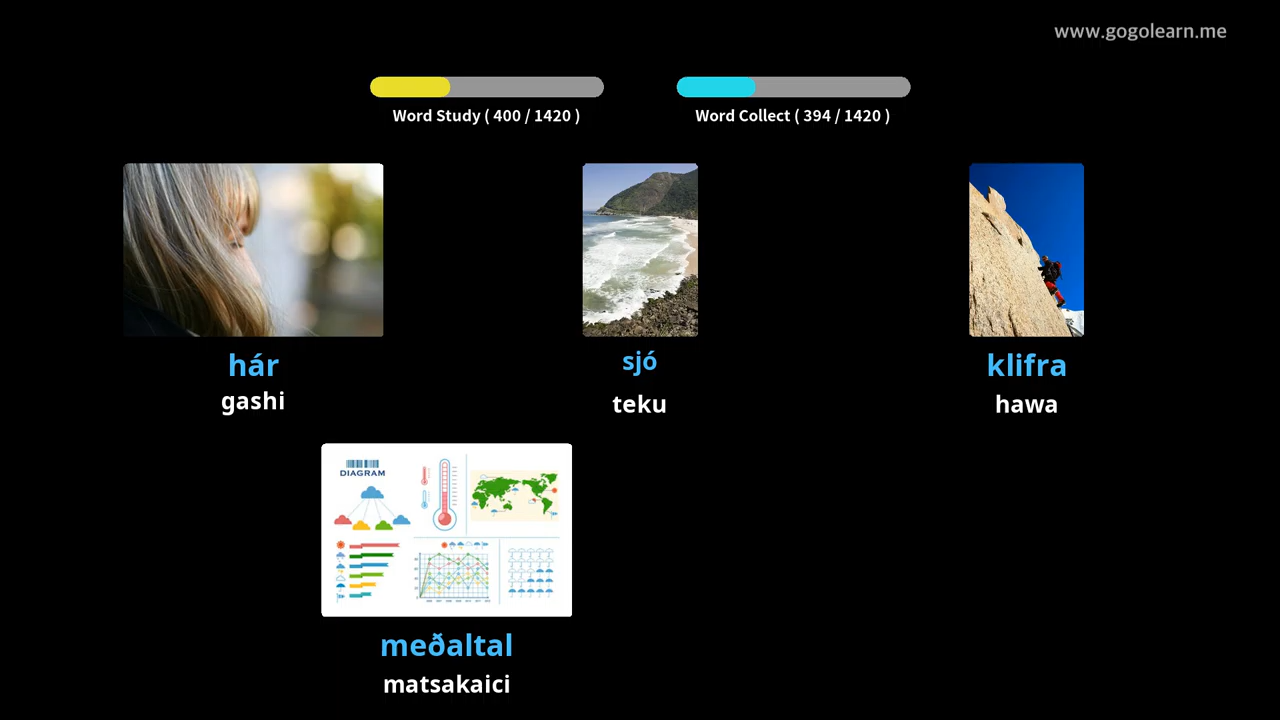 www.gogolearn.me
Word Study ( 400 / 1420 )
Word Collect ( 394 / 1420 )
hár
gashi
sjó
teku
klifra
hawa
DIAGRAM
meðaltal
matsakaici